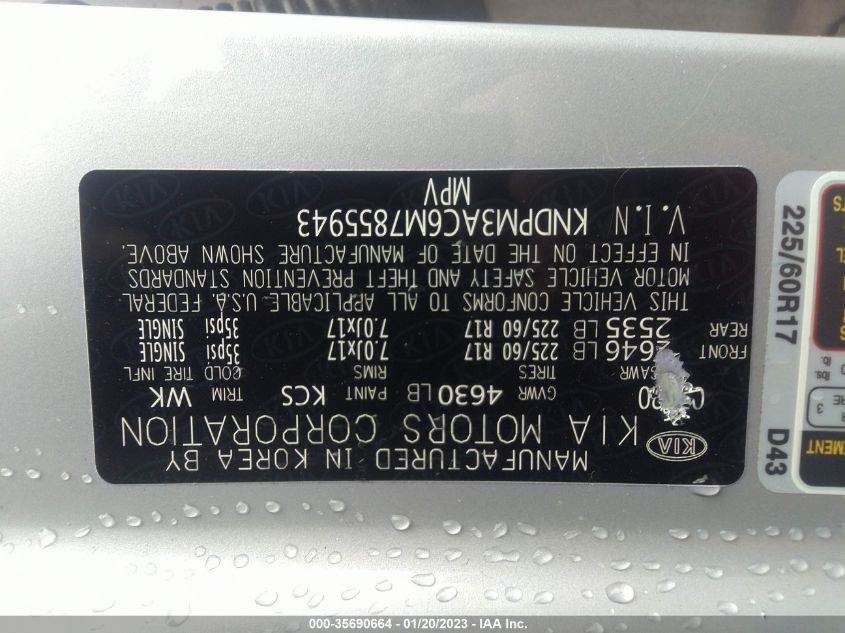 MANUFACTURED IN KOREA BY
KIA KIA MOTORS CORPORATION
GVWR 4630 LB PAINT KCS TRIM WK
TIRES RIMS COLD TIRE INFL
FRONT 2646 LB 225/60 R17 7.0Jx17 35psi SINGLE
REAR 2535 LB 225/60 R17 7.0Jx17 35psi SINGLE
THIS VEHICLE CONFORMS TO ALL APPLICABLE U.S.A. FEDERAL
MOTOR VEHICLE SAFETY AND THEFT PREVENTION STANDARDS
IN EFFECT ON THE DATE OF MANUFACTURE SHOWN ABOVE.
V.I.N KNDPM3AC6M7855943
MPV
225/60R17 D43
lbs.
3
000-35690664 - 01/20/2023 - IAA Inc.